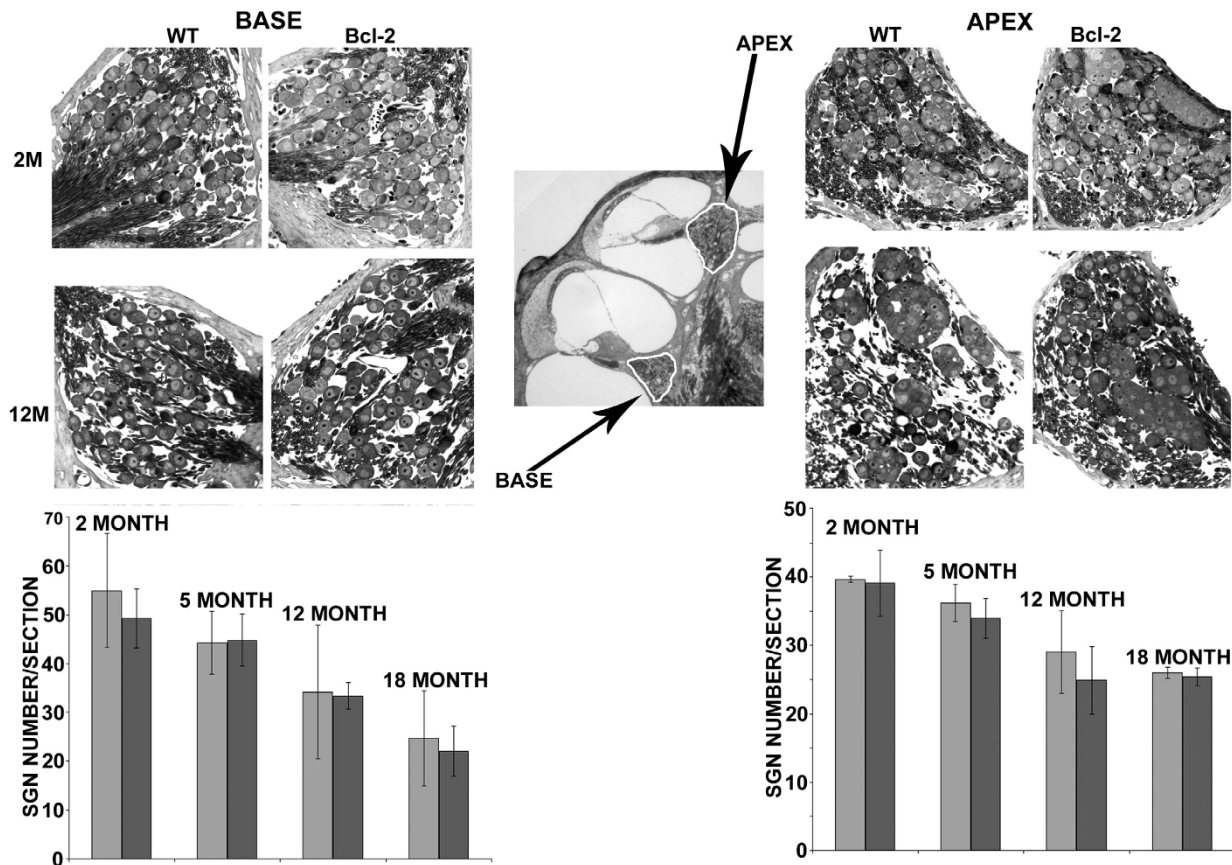 BASE
WT
Bcl-2
2M
12M
APEX
BASE
APEX
WT
Bcl-2
SGN NUMBER/SECTION
70
60
50
40
30
20
10
0
2 MONTH
5 MONTH
12 MONTH
18 MONTH
SGN NUMBER/SECTION
50
40
30
20
10
0
2 MONTH
5 MONTH
12 MONTH
18 MONTH